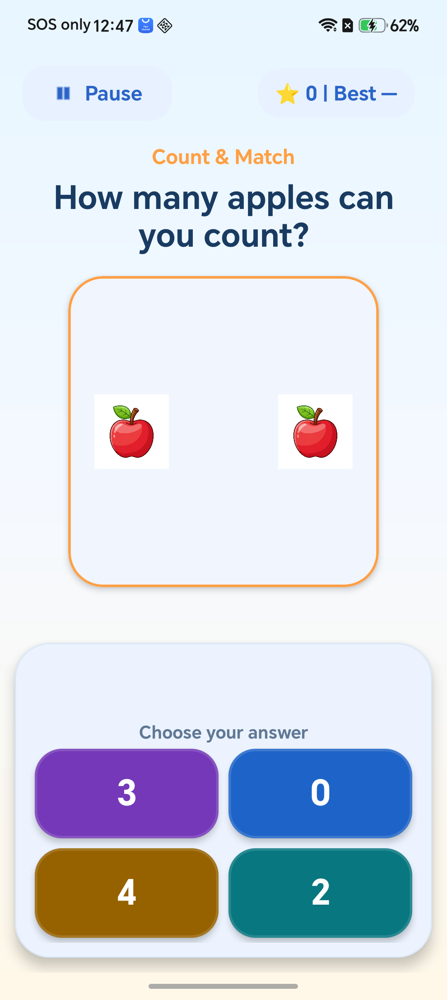 SOS only 12:47 62%
Pause
0 | Best —
Count & Match
How many apples can
you count?
Choose your answer
3
0
4
2